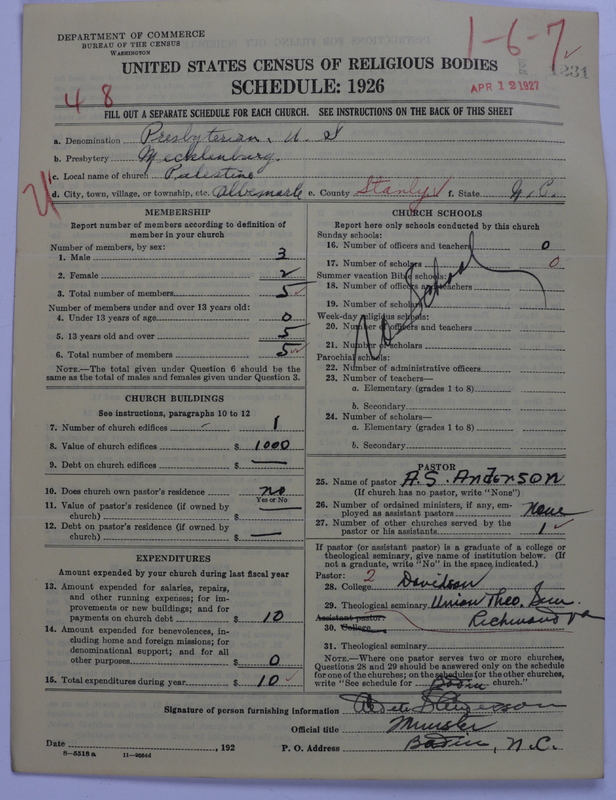 DEPARTMENT OF COMMERCE
BUREAU OF THE CENSUS
WASHINGTON
1-6-7
1231
UNITED STATES CENSUS OF RELIGIOUS BODIES
SCHEDULE: 1926
APR 12 1927
48
FILL OUT A SEPARATE SCHEDULE FOR EACH CHURCH. SEE INSTRUCTIONS ON THE BACK OF THIS SHEET
a. Denomination Presbyterian, U. S
b. Presbytery Mecklenburg.
c. Local name of church Palestine
d. City, town, village, or township, etc. Albemarle e. County Stanly f. State N.C.
MEMBERSHIP
Report number of members according to definition of member in your church
Number of members, by sex:
1. Male 3
2. Female 2
3. Total number of members 5
Number of members under and over 13 years old:
4. Under 13 years of age 0
5. 13 years old and over 5
6. Total number of members 5
NOTE.—The total given under Question 6 should be
same as the total of males and females given under Question 3.
CHURCH BUILDINGS
See instructions, paragraphs 10 to 12
7. Number of church edifices 1
8. Value of church edifices $ 1000
9. Debt on church edifices $ —
10. Does church own pastor's residence no
Yes or No
11. Value of pastor's residence (if owned by
church) $ —
12. Debt on pastor's residence (if owned by
church) $ —
EXPENDITURES
Amount expended by your church during last fiscal year
13. Amount expended for salaries, repairs,
and other running expenses; for im-
provements or new buildings; and for
payments on church debt $ 10
14. Amount expended for benevolences, in-
cluding home and foreign missions; for
denominational support; and for all
other purposes $ 0
15. Total expenditures during year $ 10
CHURCH SCHOOLS
Report here only schools conducted by this church
Sunday schools:
16. Number of officers and teachers 0
17. Number of scholars 0
Summer vacation Bible schools:
18. Number of officers and teachers
19. Number of scholars
Week-day religious schools:
20. Number of officers and teachers
21. Number of scholars
Parochial schools:
22. Number of administrative officers
23. Number of teachers—
a. Elementary (grades 1 to 8)
b. Secondary
24. Number of scholars—
a. Elementary (grades 1 to 8)
b. Secondary
No School
PASTOR
25. Name of pastor A.S. Anderson
(If church has no pastor, write "None")
26. Number of ordained ministers, if any, em-
ployed as assistant pastors none
27. Number of other churches served by the
pastor or his assistants 1
If pastor (or assistant pastor) is a graduate of a college or
theological seminary, give name of institution below. (If
not a graduate, write "No" in the space indicated.)
Pastor: 2
28. College Davidson
29. Theological seminary Union Theo. Sem.
Richmond Va
Assistant pastor:
30. College
31. Theological seminary
NOTE.—Where one pastor serves two or more churches,
Questions 28 and 29 should be answered only on the schedule
for one of the churches; on the schedules for the other churches,
write "See schedule for Badin church."
Signature of person furnishing information
Official title Minister
Date , 192
P. O. Address Badin, N.C.
8-5518a 11-9554d